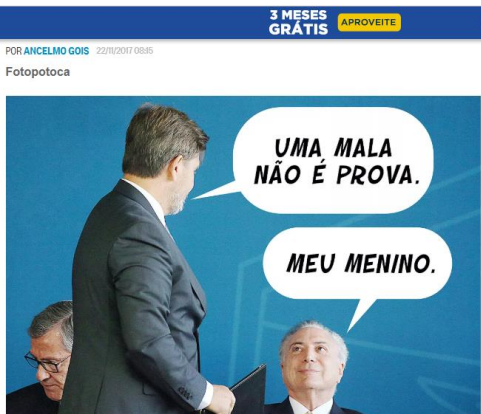 3 MESES
GRÁTIS
APROVEITE
POR ANCELMO GOIS 22/11/2017 08:15
Fotopotoca
UMA MALA
NÃO É PROVA.
MEU MENINO.